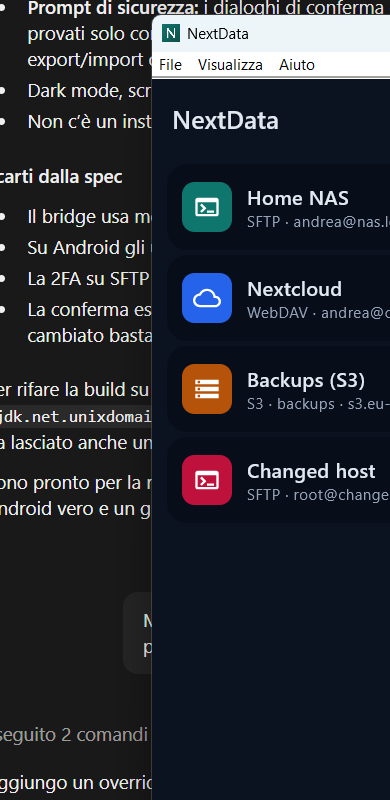 Prompt di sicurezza: i dialoghi di conferma
provati solo con
export/import
Dark mode, scr
Non c'è un inst
carti dalla spec
Il bridge usa
Su Android gli
La 2FA su SFTP
La conferma es
cambiato basta
er rifare la build su
jdk.net.unixdomai
a lasciato anche un
ono pronto per la
ndroid vero e un g
seguito 2 comandi
ggiungo un overric
N NextData
File Visualizza Aiuto
NextData
Home NAS
SFTP · andrea@nas.l
Nextcloud
WebDAV · andrea@c
Backups (S3)
S3 · backups · s3.eu-
Changed host
SFTP · root@change